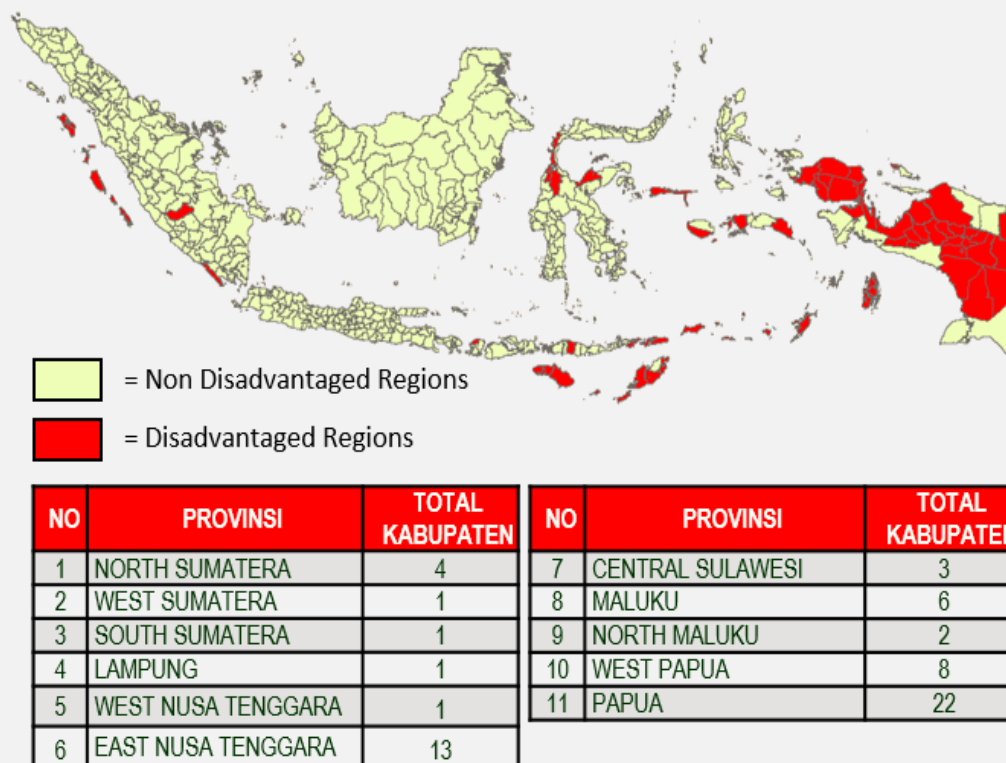 = Non Disadvantaged Regions
= Disadvantaged Regions
NO PROVINSI TOTAL KABUPATEN
1 NORTH SUMATERA 4
2 WEST SUMATERA 1
3 SOUTH SUMATERA 1
4 LAMPUNG 1
5 WEST NUSA TENGGARA 1
6 EAST NUSA TENGGARA 13
NO PROVINSI TOTAL KABUPATEN
7 CENTRAL SULAWESI 3
8 MALUKU 6
9 NORTH MALUKU 2
10 WEST PAPUA 8
11 PAPUA 22